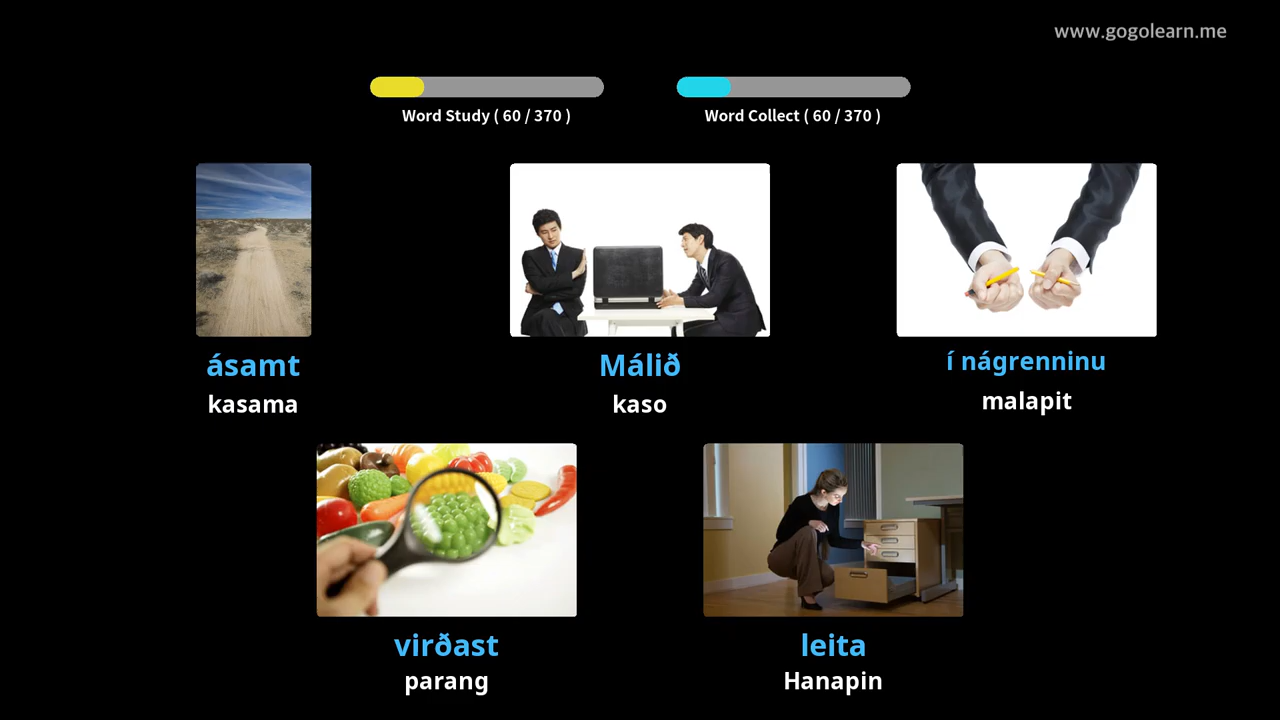 www.gogolearn.me
Word Study ( 60 / 370 )
Word Collect ( 60 / 370 )
ásamt
kasama
Málið
kaso
í nágrenninu
malapit
virðast
parang
leita
Hanapin